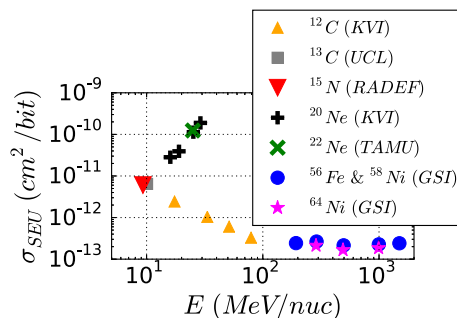 ¹²C (KVI)
¹³C (UCL)
¹⁵N (RADEF)
²⁰Ne (KVI)
²²Ne (TAMU)
⁵⁶Fe & ⁵⁸Ni (GSI)
⁶⁴Ni (GSI)
10⁻⁹
10⁻¹⁰
10⁻¹¹
10⁻¹²
10⁻¹³
σ_SEU (cm²/bit)
10¹ 10² 10³
E (MeV/nuc)